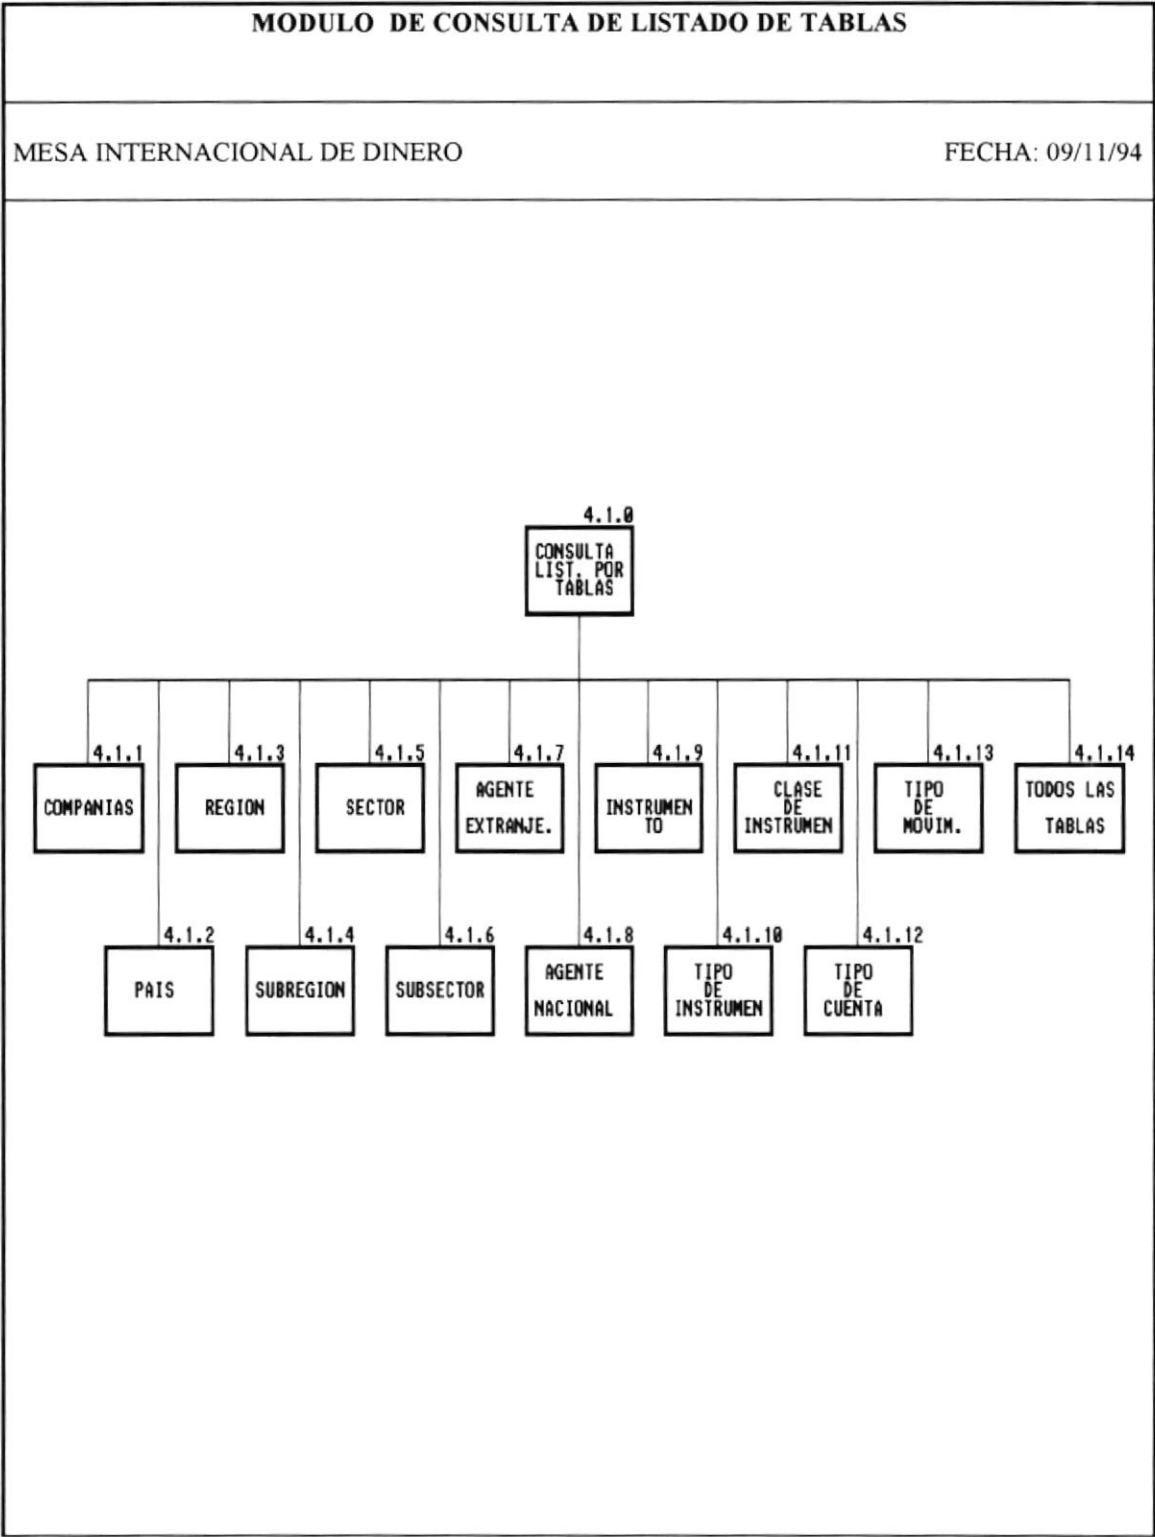 MODULO DE CONSULTA DE LISTADO DE TABLAS
MESA INTERNACIONAL DE DINERO
FECHA: 09/11/94
4.1.0
CONSULTA
LIST. POR
TABLAS
4.1.1
COMPANIAS
4.1.3
REGION
4.1.5
SECTOR
4.1.7
AGENTE
EXTRANJE.
4.1.9
INSTRUMEN
TO
4.1.11
CLASE
DE
INSTRUMEN
4.1.13
TIPO
DE
MOVIM.
4.1.14
TODOS LAS
TABLAS
4.1.2
PAIS
4.1.4
SUBREGION
4.1.6
SUBSECTOR
4.1.8
AGENTE
NACIONAL
4.1.10
TIPO
DE
INSTRUMEN
4.1.12
TIPO
DE
CUENTA